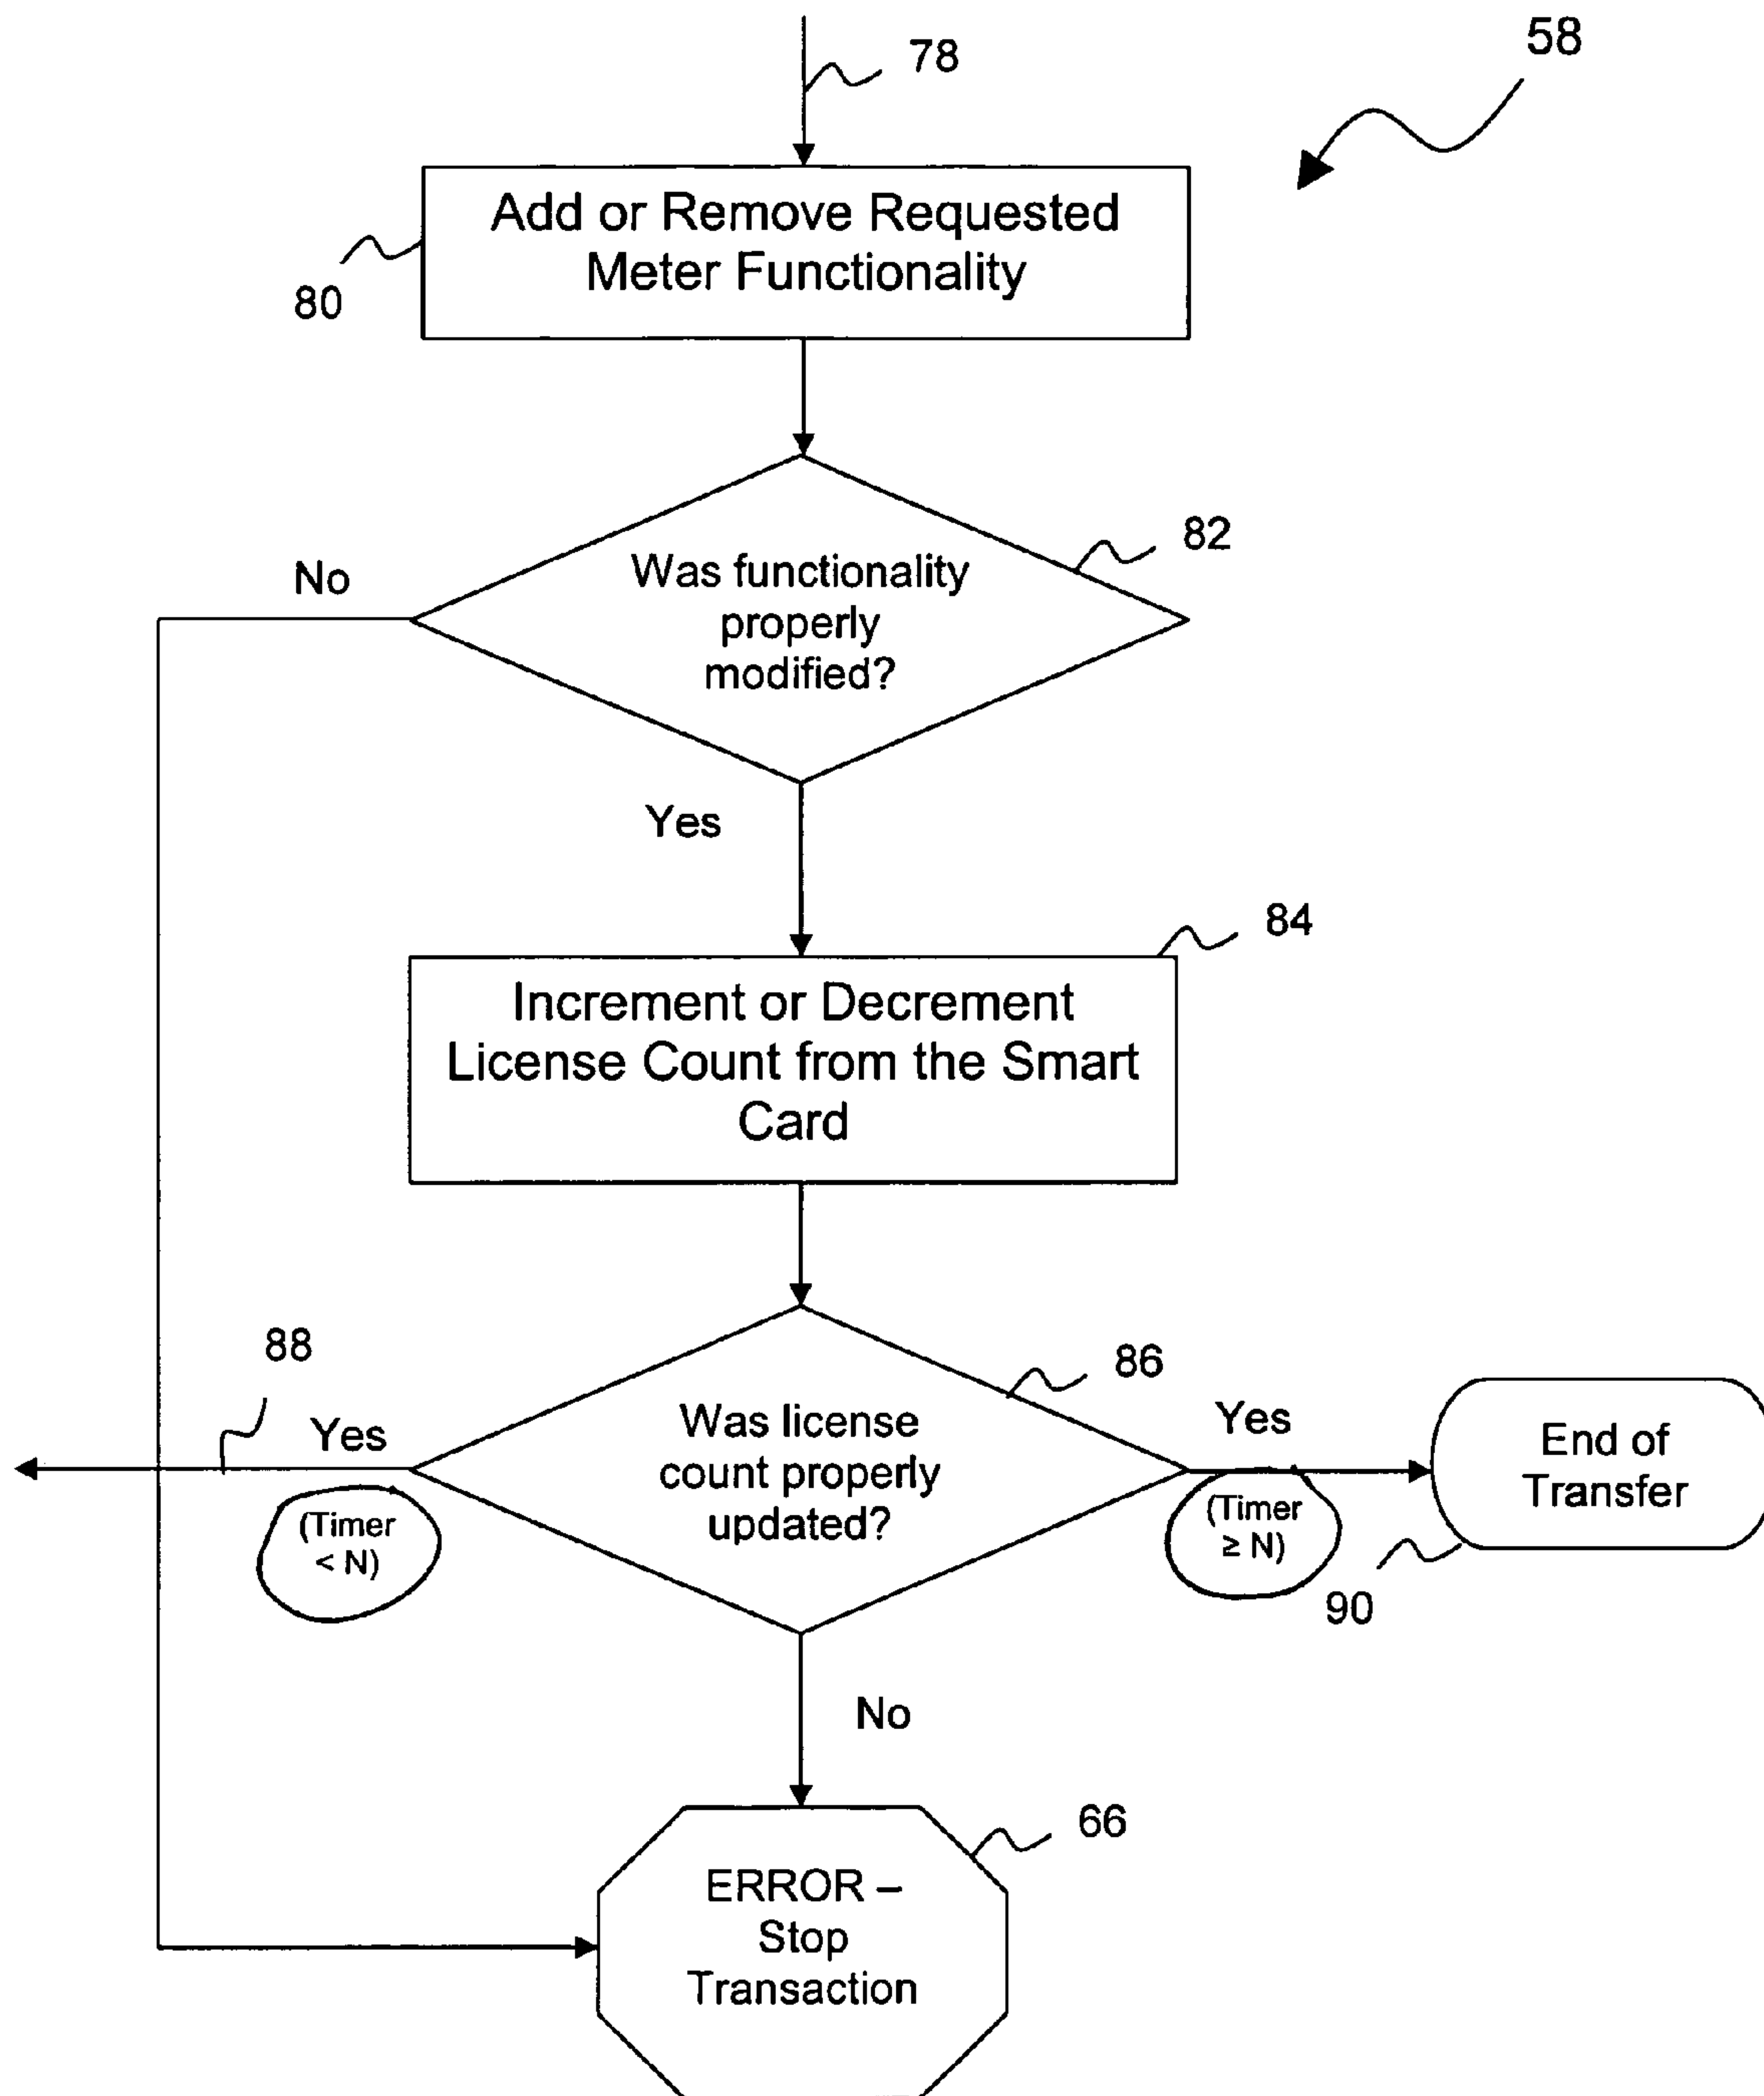 78
58
Add or Remove Requested
Meter Functionality
80
82
No
Was functionality
properly
modified?
Yes
84
Increment or Decrement
License Count from the Smart
Card
88
86
Yes
Was license
count properly
updated?
Yes
End of
Transfer
(Timer
< N)
(Timer
≥ N)
90
No
66
ERROR –
Stop
Transaction